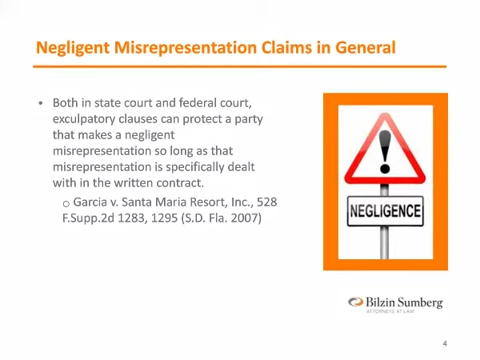 Negligent Misrepresentation Claims in General
• Both in state court and federal court,
exculpatory clauses can protect a party
that makes a negligent
misrepresentation so long as that
misrepresentation is specifically dealt
with in the written contract.
o Garcia v. Santa Maria Resort, Inc., 528
F.Supp.2d 1283, 1295 (S.D. Fla. 2007)
!
NEGLIGENCE
Bilzin Sumberg
ATTORNEYS AT LAW
4